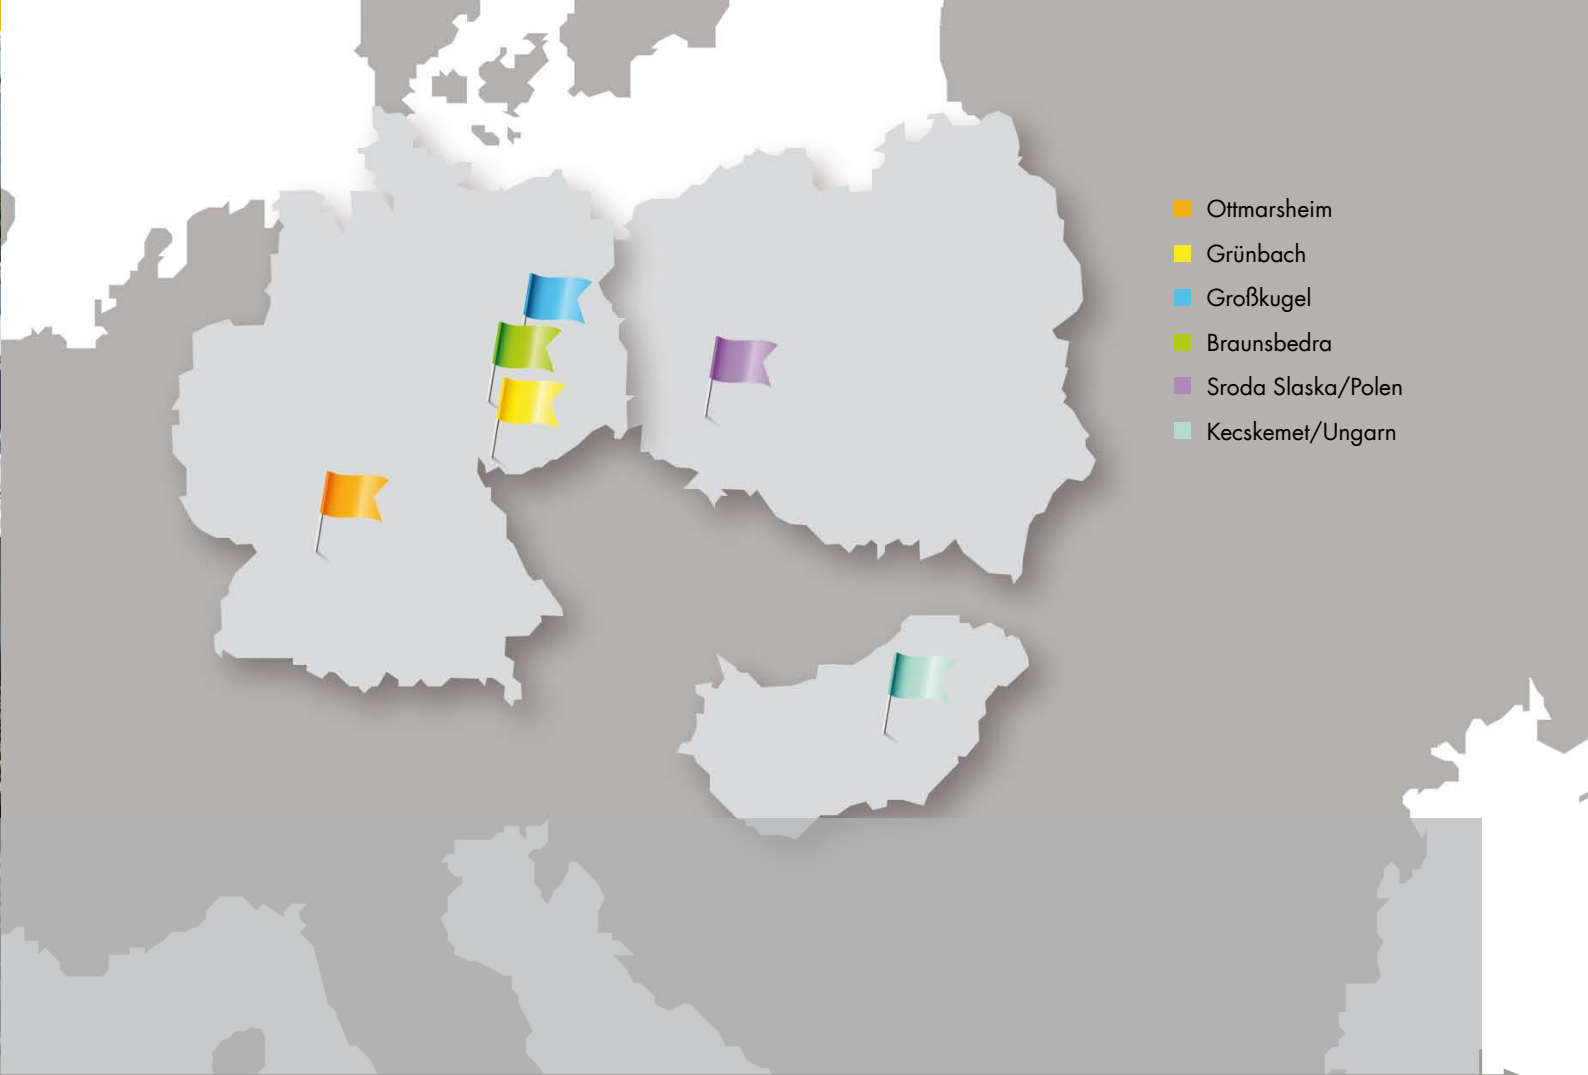 Ottmarsheim
Grünbach
Großkugel
Braunsbedra
Sroda Slaska/Polen
Kecskemet/Ungarn